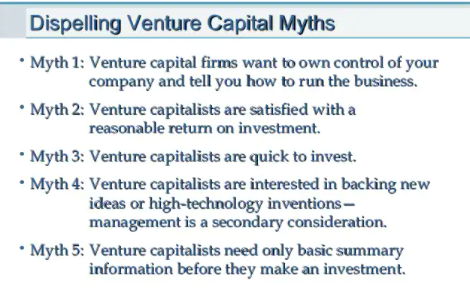 Dispelling Venture Capital Myths
• Myth 1: Venture capital firms want to own control of your
company and tell you how to run the business.
• Myth 2: Venture capitalists are satisfied with a
reasonable return on investment.
• Myth 3: Venture capitalists are quick to invest.
• Myth 4: Venture capitalists are interested in backing new
ideas or high-technology inventions—
management is a secondary consideration.
• Myth 5: Venture capitalists need only basic summary
information before they make an investment.